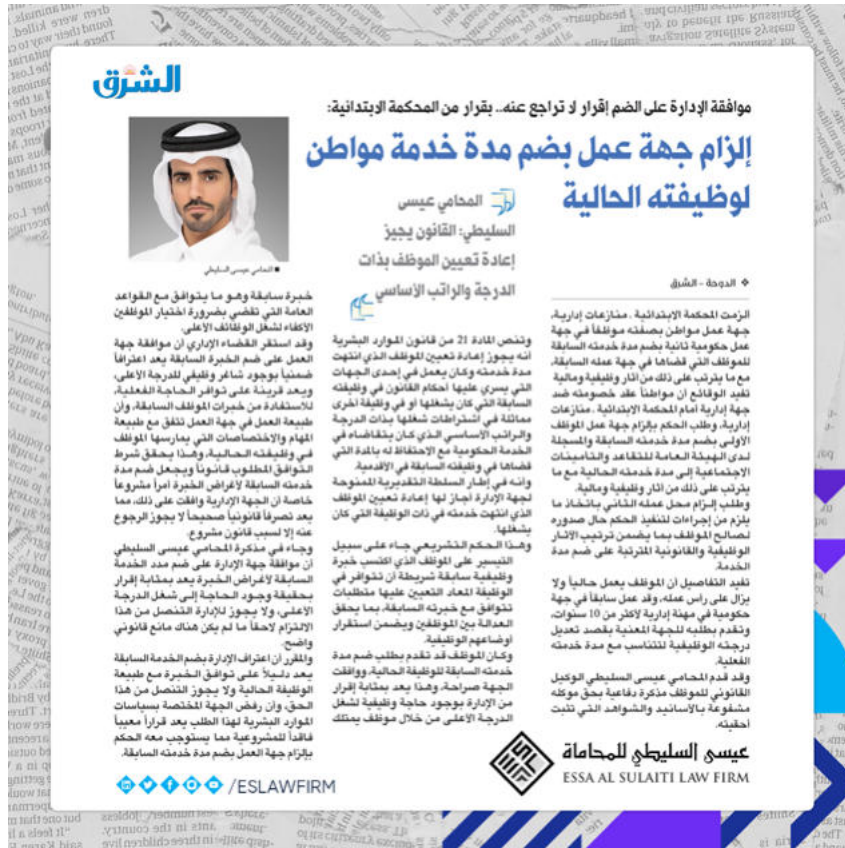 الشرق
موافقة الإدارة على الضم إقرار لا تراجع عنه.. بقرار من المحكمة الابتدائية:
إلزام جهة عمل بضم مدة خدمة مواطن
لوظيفته الحالية
المحامي عيسى
السليطي: القانون يجيز
إعادة تعيين الموظف بذات
الدرجة والراتب الأساسي
■ المحامي عيسى السليطي
❖ الدوحة - الشرق
الزمت المحكمة الابتدائية . منازعات إدارية،
جهة عمل مواطن بصفته موظفاً في جهة
عمل حكومية ثانية بضم مدة خدمته السابقة
للموظف التي قضاها في جهة عمله السابقة،
مع ما يترتب على ذلك من آثار وظيفية ومالية
تفيد الوقائع أن مواطناً عقد خصومته ضد
جهة إدارية أمام المحكمة الابتدائية . منازعات
إدارية، وطلب الحكم بإلزام جهة عمل الموظف
الأولى بضم مدة خدمته السابقة والمسجلة
لدى الهيئة العامة للتقاعد والتأمينات
الاجتماعية إلى مدة خدمته الحالية مع ما
يترتب على ذلك من آثار وظيفية ومالية.
وطلب إلزام محل عمله الثاني باتخاذ ما
يلزم من إجراءات لتنفيذ الحكم حال صدوره
لصالح الموظف بما يضمن ترتيب الآثار
الوظيفية والقانونية المترتبة على ضم مدة
الخدمة.
تفيد التفاصيل أن الموظف يعمل حالياً ولا
يزال على راس عمله، وقد عمل سابقاً في جهة
حكومية في مهنة إدارية لأكثر من 10 سنوات،
وتقدم بطلبه للجهة المعنية بقصد تعديل
درجته الوظيفية لتتناسب مع مدة خدمته
الفعلية.
وقد قدم المحامي عيسى السليطي الوكيل
القانوني للموظف مذكرة دفاعية بحق موكله
مشفوعة بالأسانيد والشواهد التي تثبت
أحقيته.
وتنص المادة 21 من قانون الموارد البشرية
انه يجوز إعادة تعيين الموظف الذي انتهت
مدة خدمته وكان يعمل في إحدى الجهات
التي يسري عليها أحكام القانون في وظيفته
السابقة التي كان يشغلها أو في وظيفة أخرى
مماثلة في اشتراطات شغلها بذات الدرجة
والراتب الأساسي الذي كان يتقاضاه في
الخدمة الحكومية مع الاحتفاظ له بالمدة التي
قضاها في وظيفته السابقة في الأقدمية.
وانه في إطار السلطة التقديرية الممنوحة
لجهة الإدارة أجاز لها إعادة تعيين الموظف
الذي انتهت خدمته في ذات الوظيفة التي كان
يشغلها.
وهذا الحكم التشريعي جاء على سبيل
التيسير على الموظف الذي اكتسب خبرة
وظيفية سابقة شريطة أن تتوافر في
الوظيفة المعاد التعيين عليها متطلبات
تتوافق مع خبرته السابقة، بما يحقق
العدالة بين الموظفين ويضمن استقرار
أوضاعهم الوظيفية.
وكان الموظف قد تقدم بطلب ضم مدة
خدمته السابقة للوظيفة الحالية، ووافقت
الجهة صراحة، وهذا يعد بمثابة إقرار
من الإدارة بوجود حاجة وظيفية لشغل
الدرجة الأعلى من خلال موظف يمتلك
خبرة سابقة وهو ما يتوافق مع القواعد
العامة التي تقضي بضرورة اختيار الموظفين
الأكفاء لشغل الوظائف الأعلى.
وقد استقر القضاء الإداري أن موافقة جهة
العمل على ضم الخبرة السابقة يعد اعترافاً
ضمنياً بوجود شاغر وظيفي للدرجة الأعلى،
ويعد قرينة على توافر الحاجة الفعلية،
للاستفادة من خبرات الموظف السابقة، وأن
طبيعة العمل في جهة العمل تتفق مع طبيعة
المهام والاختصاصات التي يمارسها الموظف
في وظيفته الحالية، وهذا يحقق شرط
التوافق المطلوب قانوناً ويجعل ضم مدة
خدمته السابقة لأغراض الخبرة أمراً مشروعاً
خاصة أن الجهة الإدارية وافقت على ذلك، مما
يعد تصرفاً قانونياً صحيحاً لا يجوز الرجوع
عنه إلا لسبب قانون مشروع.
وجاء في مذكرة المحامي عيسى السليطي
أن موافقة جهة الإدارة على ضم مدد الخدمة
السابقة لأغراض الخبرة يعد بمثابة إقرار
بحقيقة وجود الحاجة إلى شغل الدرجة
الأعلى، ولا يجوز للإدارة التنصل من هذا
الالتزام لاحقاً ما لم يكن هناك مانع قانوني
واضح.
والمقرر أن اعتراف الإدارة بضم الخدمة السابقة
يعد دليلاً على توافق الخبرة مع طبيعة
الوظيفة الحالية ولا يجوز التنصل من هذا
الحق، وأن رفض الجهة المختصة بسياسات
الموارد البشرية لهذا الطلب يعد قراراً معيباً
فاقداً للمشروعية مما يستوجب معه الحكم
بإلزام جهة العمل بضم مدة خدمته السابقة.
عيسى السليطي للمحاماة
ESSA AL SULAITI LAW FIRM
/ESLAWFIRM